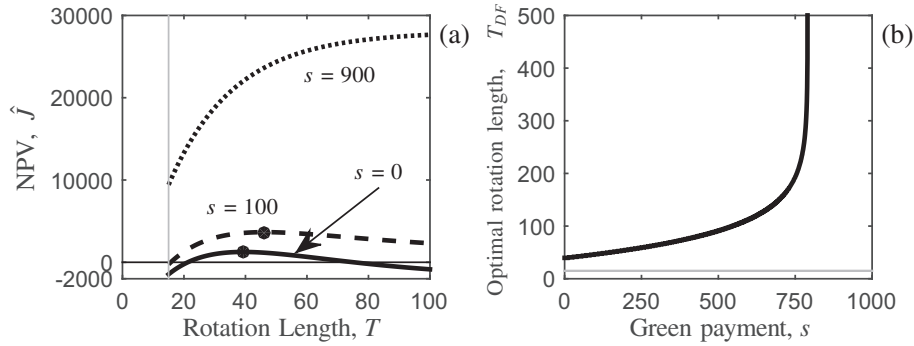 (a)
30000
20000
10000
0
-2000
NPV, Ĵ
s = 900
s = 0
s = 100
0 20 40 60 80 100
Rotation Length, T
(b)
500
400
300
200
100
0
Optimal rotation length, T_DF
0 250 500 750 1000
Green payment, s